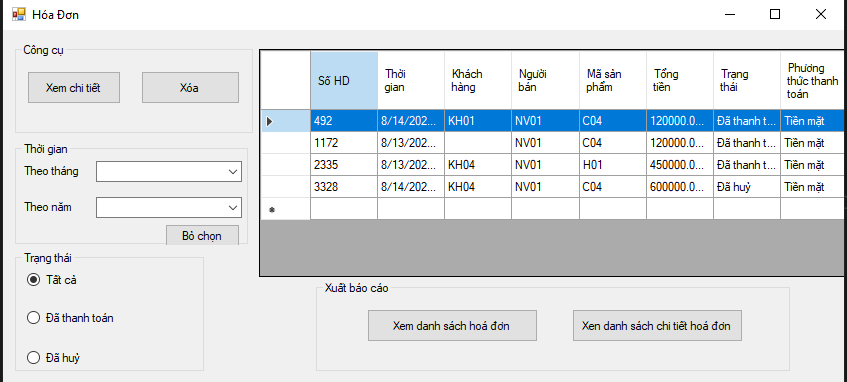 Hóa Đơn
Công cụ
Xem chi tiết
Xóa
Thời gian
Theo tháng
Theo năm
Bỏ chọn
Trạng thái
Tất cả
Đã thanh toán
Đã huỷ
Số HD
Thời
gian
Khách
hàng
Người
bán
Mã sản
phẩm
Tổng
tiền
Trạng
thái
Phương
thức thanh
toán
492 8/14/202... KH01 NV01 C04 120000.0... Đã thanh t... Tiền mặt
1172 8/13/202... NV01 C04 120000.0... Đã thanh t... Tiền mặt
2335 8/13/202... KH04 NV01 H01 450000.0... Đã thanh t... Tiền mặt
3328 8/14/202... KH04 NV01 C04 600000.0... Đã huỷ Tiền mặt
Xuất báo cáo
Xem danh sách hoá đơn
Xen danh sách chi tiết hoá đơn